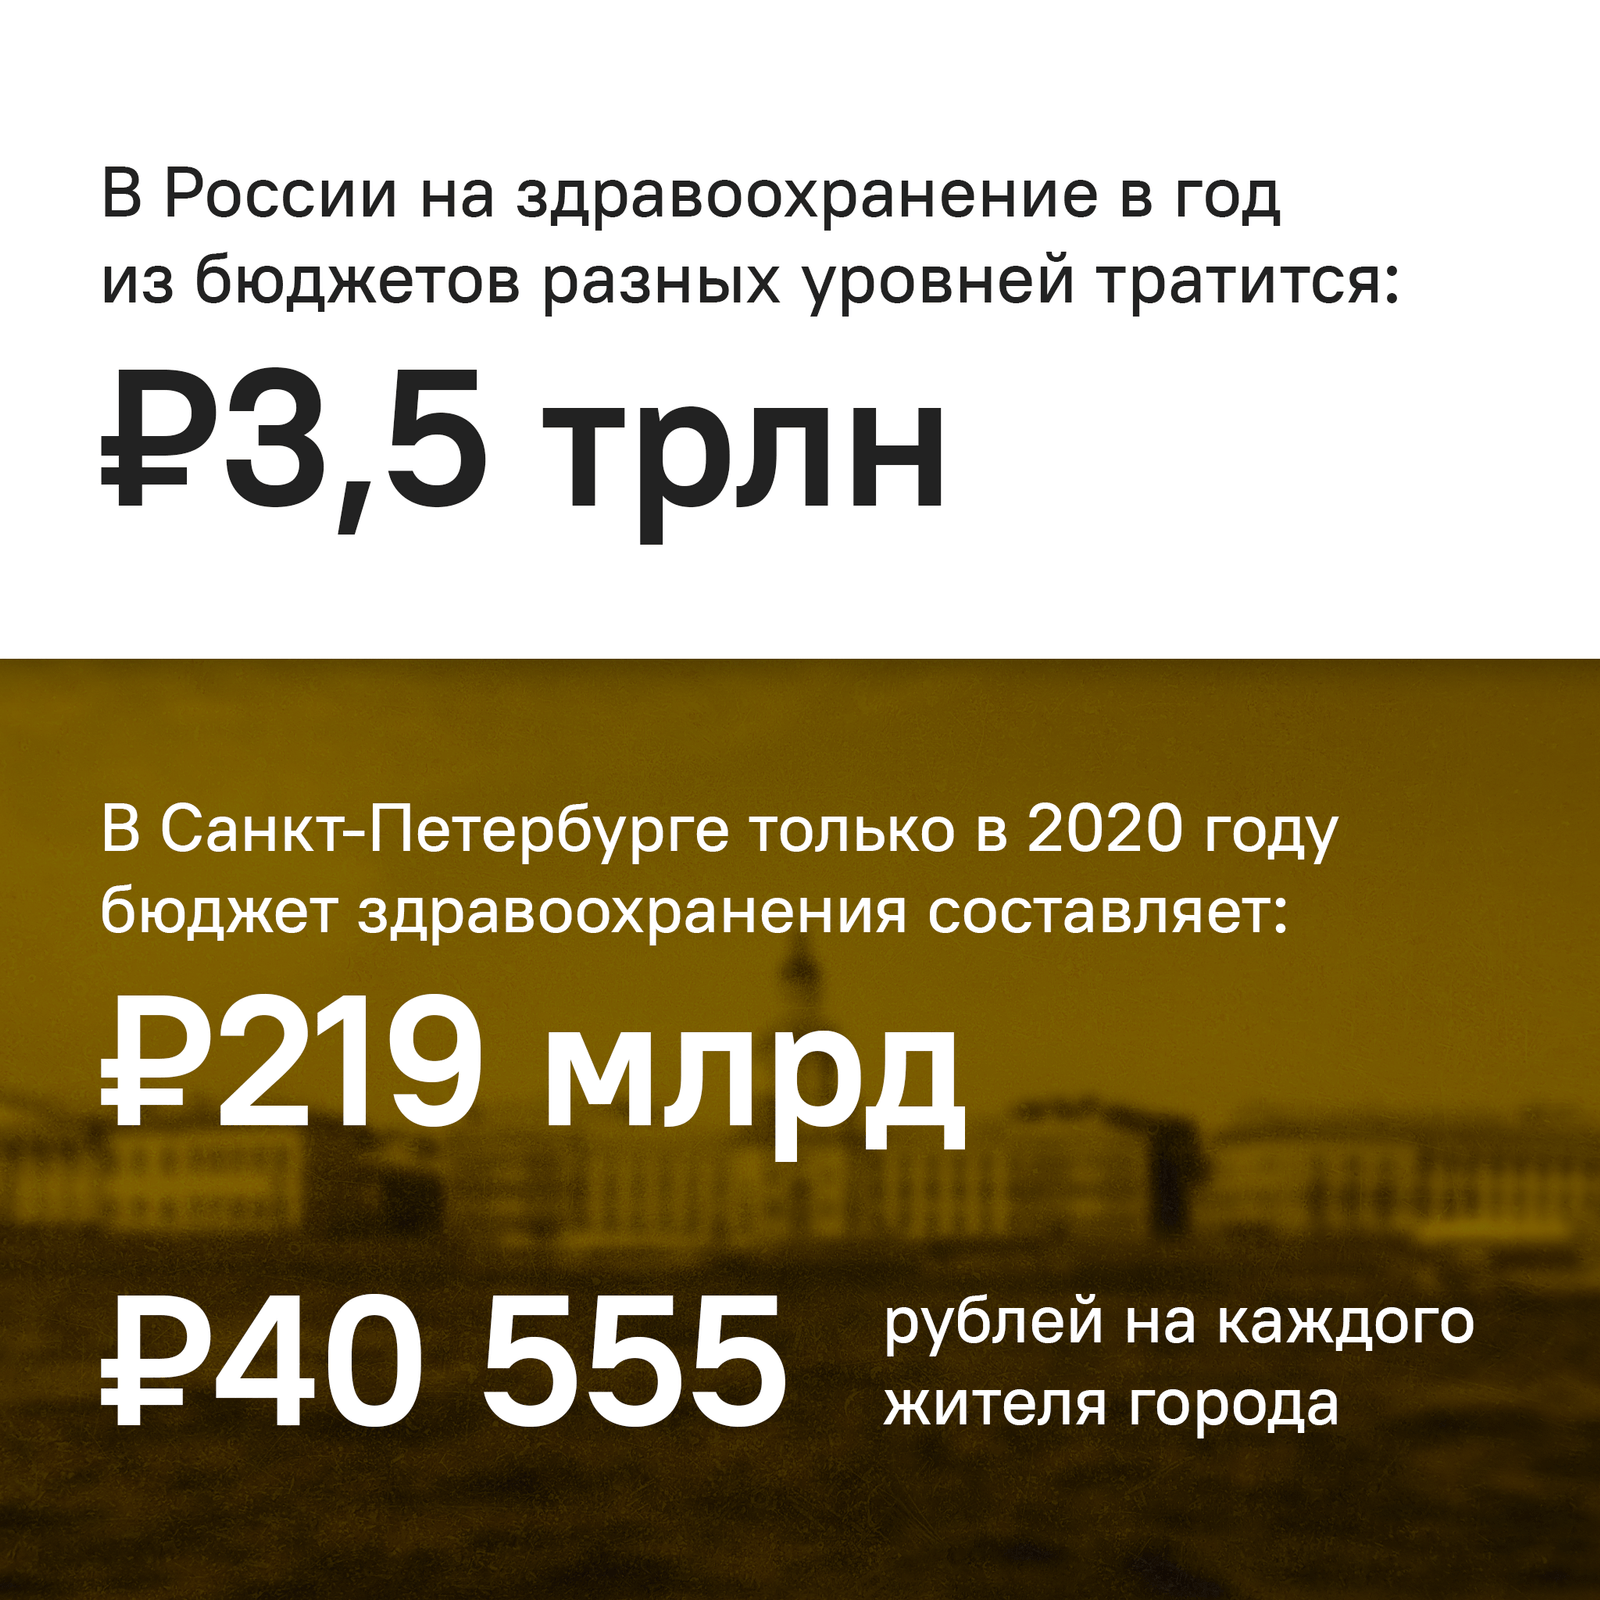 В России на здравоохранение в год
из бюджетов разных уровней тратится:
₽3,5 трлн
В Санкт-Петербурге только в 2020 году
бюджет здравоохранения составляет:
₽219 млрд
₽40 555
рублей на каждого
жителя города